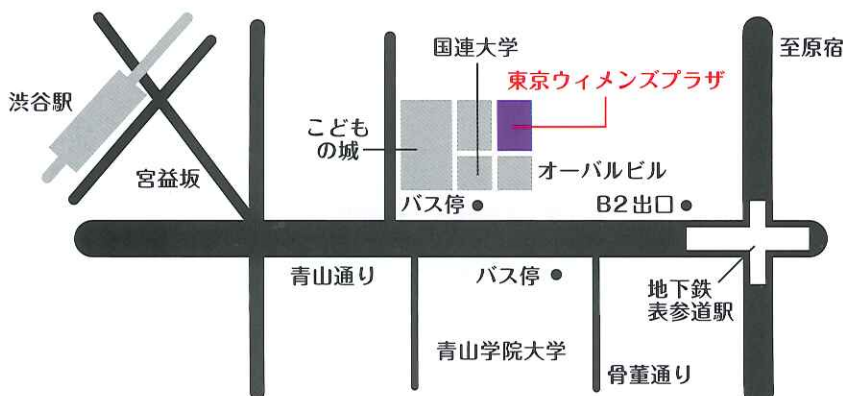 国連大学
至原宿
東京ウィメンズプラザ
渋谷駅
こども
の城
オーバルビル
宮益坂
バス停
B2出口
青山通り
バス停
地下鉄
表参道駅
青山学院大学
骨董通り